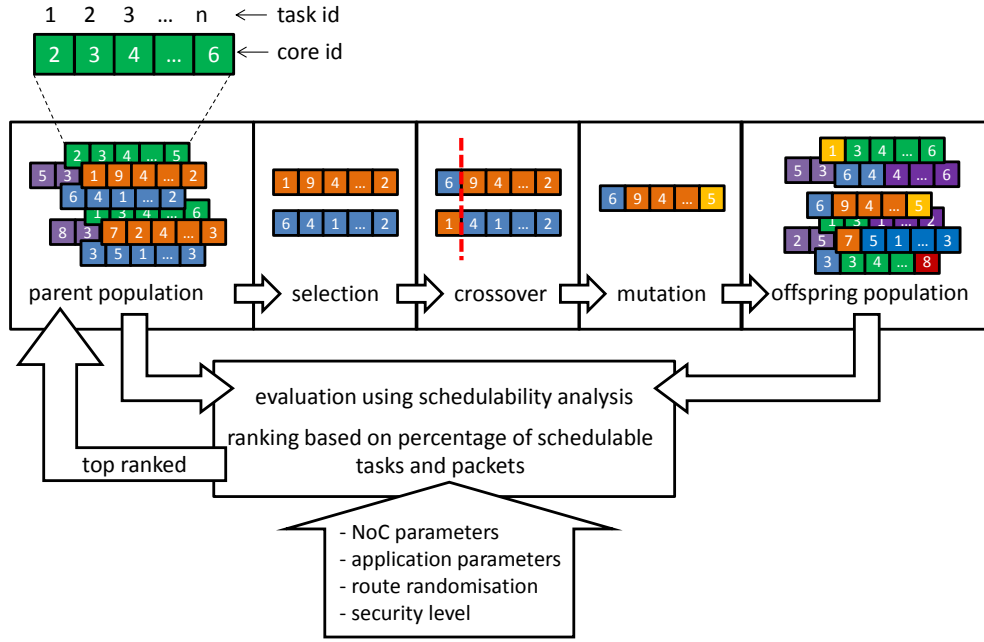 1 2 3 ... n task id
2 3 4 ... 6 core id
2 3 4 ... 5
5 3 1 9 4 ... 2
6 4 1 ... 2
1 3 4 ... 6
8 3 7 2 4 ... 3
3 5 1 ... 3
parent population
1 9 4 ... 2
6 4 1 ... 2
selection
6 9 4 ... 2
1 4 1 ... 2
crossover
6 9 4 ... 5
mutation
1 3 4 ... 6
5 3 6 4 4 ... 6
6 9 4 ... 5
1 3 1 ... 2
2 5 7 5 1 ... 3
3 3 4 ... 8
offspring population
evaluation using schedulability analysis
ranking based on percentage of schedulable
tasks and packets
top ranked
- NoC parameters
- application parameters
- route randomisation
- security level